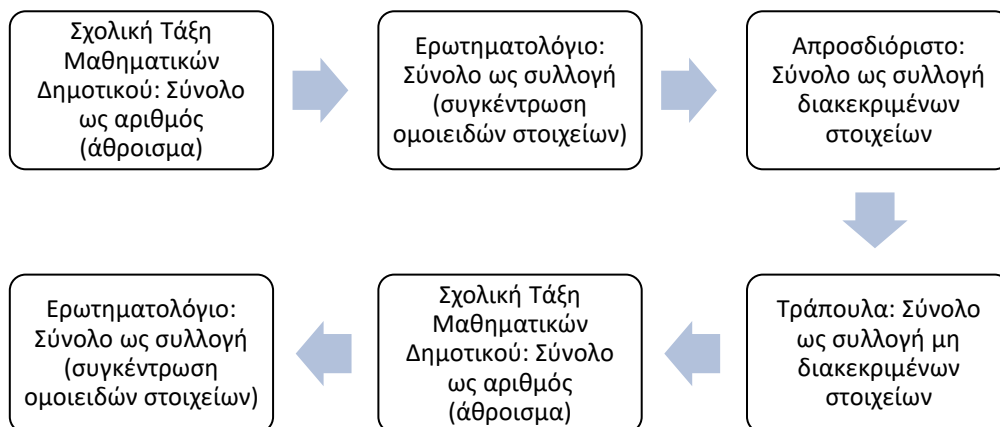 Σχολική Τάξη
Μαθηματικών
Δημοτικού: Σύνολο
ως αριθμός
(άθροισμα)
Ερωτηματολόγιο:
Σύνολο ως συλλογή
(συγκέντρωση
ομοιειδών στοιχείων)
Απροσδιόριστο:
Σύνολο ως συλλογή
διακεκριμένων
στοιχείων
Τράπουλα: Σύνολο
ως συλλογή μη
διακεκριμένων
στοιχείων
Σχολική Τάξη
Μαθηματικών
Δημοτικού: Σύνολο
ως αριθμός
(άθροισμα)
Ερωτηματολόγιο:
Σύνολο ως συλλογή
(συγκέντρωση
ομοιειδών στοιχείων)